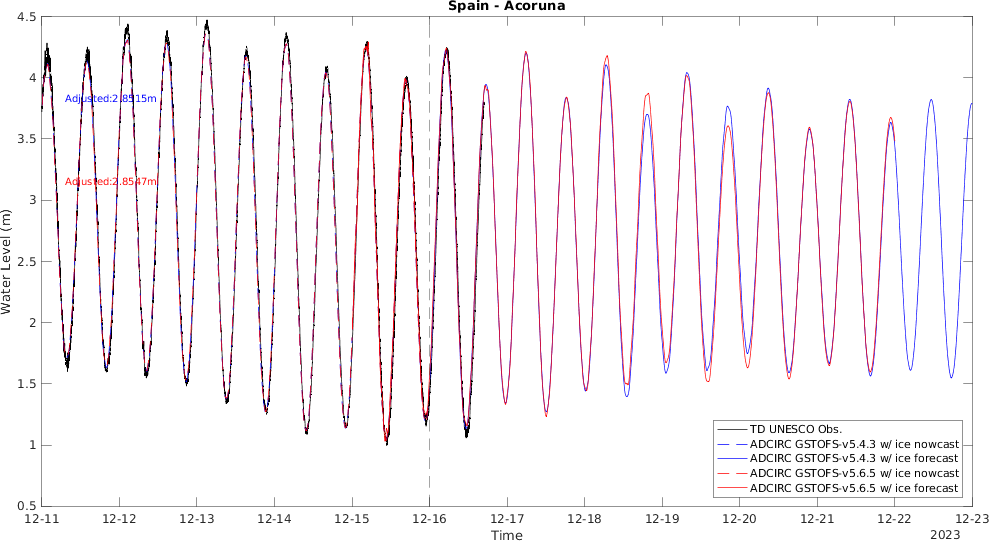 Spain - Acoruna
4.5
4
3.5
3
2.5
2
1.5
1
0.5
Water Level (m)
Adjusted:2.8515m
Adjusted:2.8547m
TD UNESCO Obs.
ADCIRC GSTOFS-v5.4.3 w/ ice nowcast
ADCIRC GSTOFS-v5.4.3 w/ ice forecast
ADCIRC GSTOFS-v5.6.5 w/ ice nowcast
ADCIRC GSTOFS-v5.6.5 w/ ice forecast
12-11 12-12 12-13 12-14 12-15 12-16 12-17 12-18 12-19 12-20 12-21 12-22 12-23
Time
2023